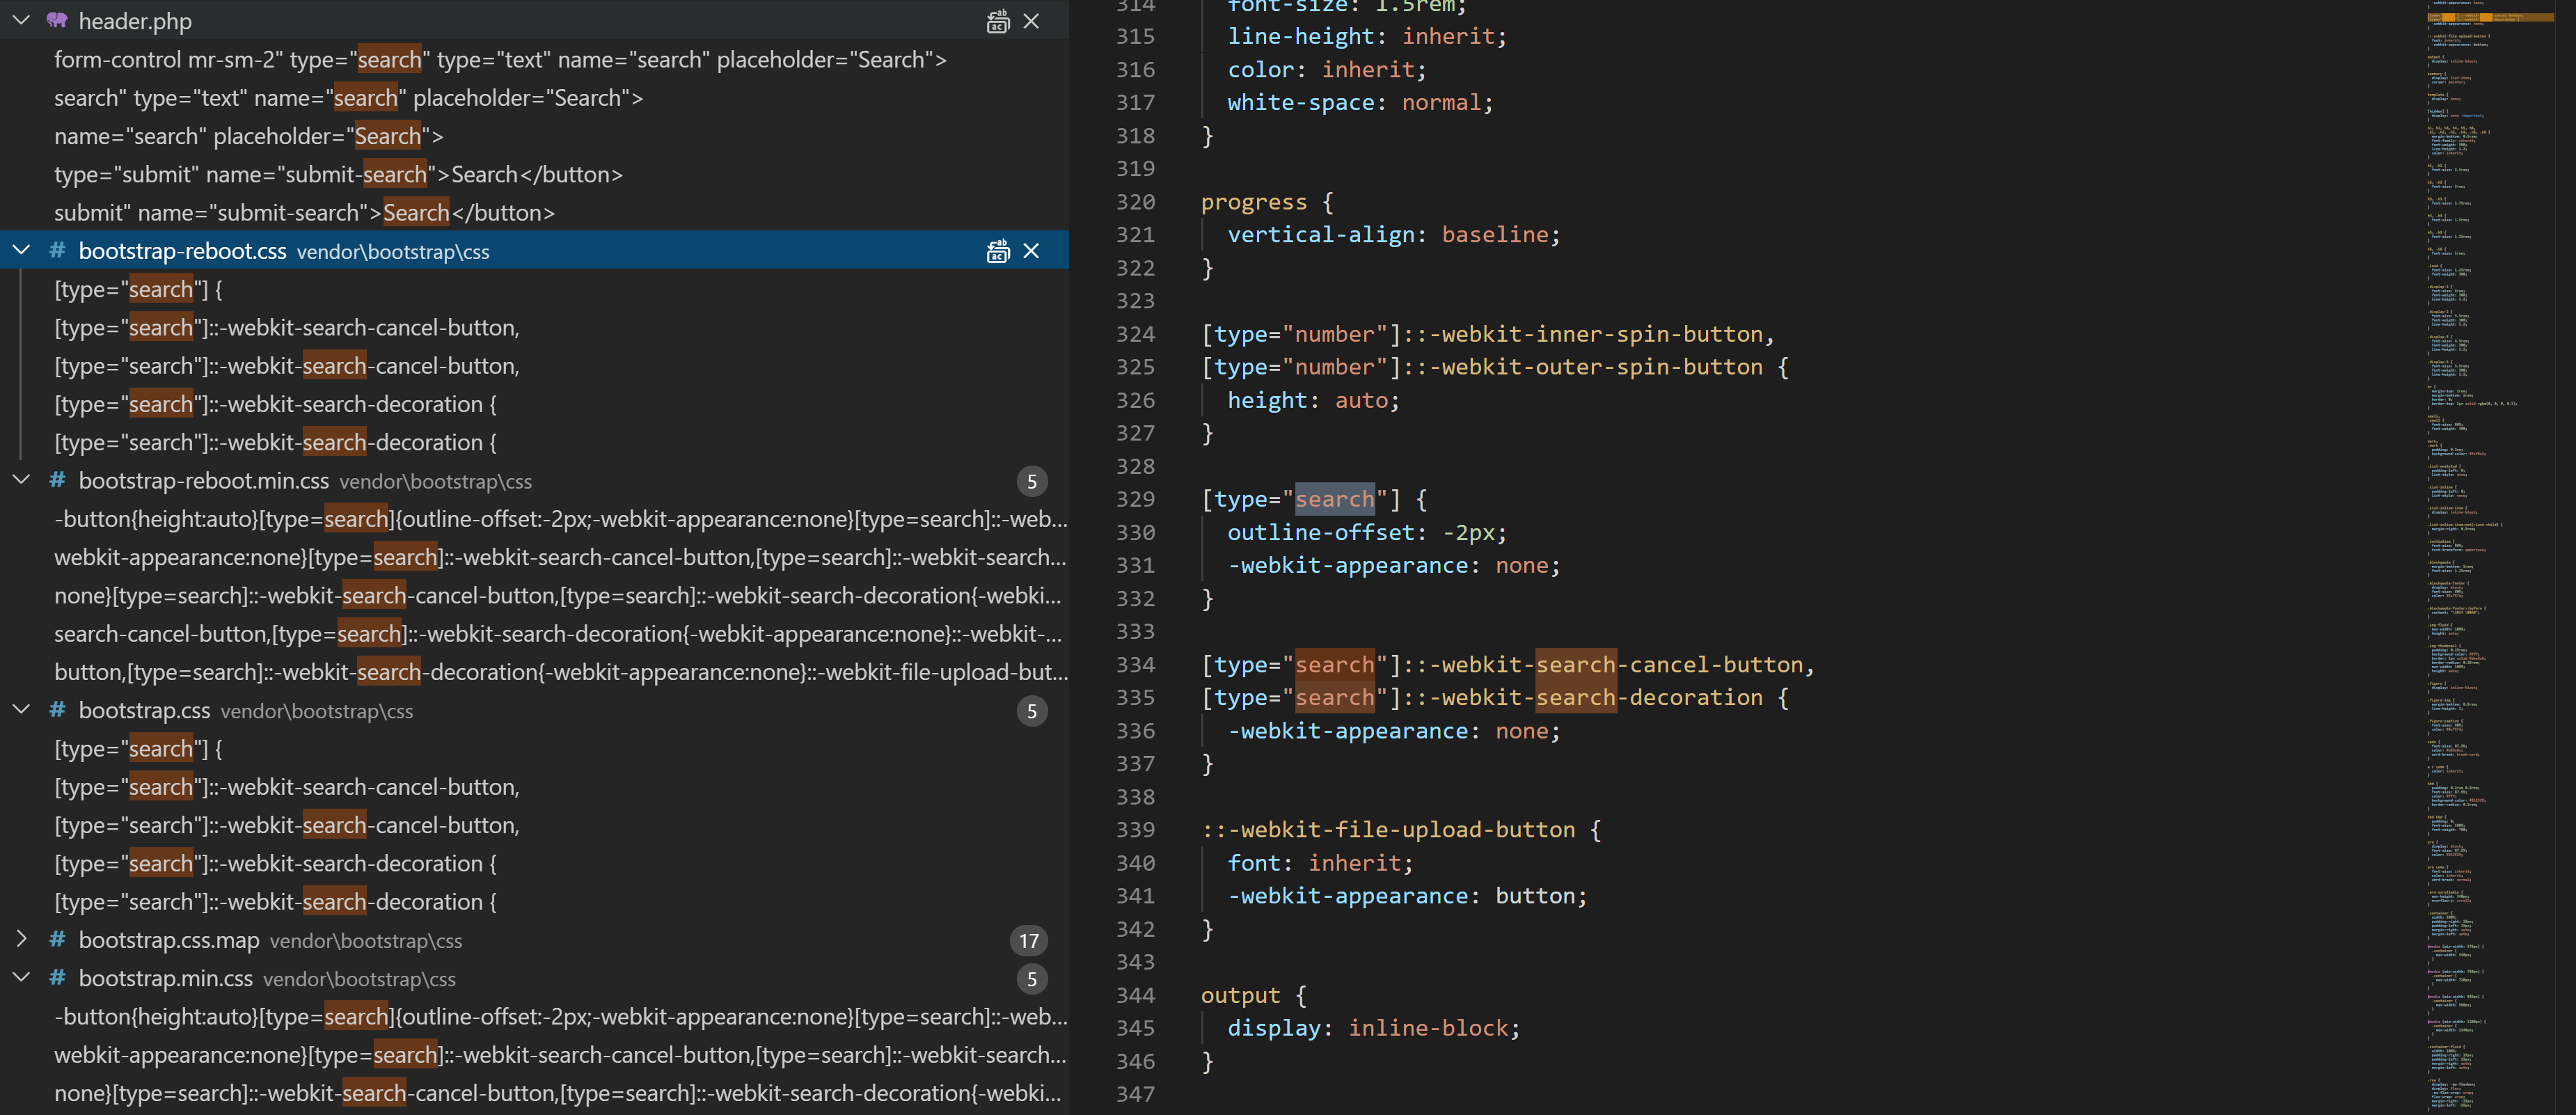 header.php
form-control mr-sm-2" type="search" type="text" name="search" placeholder="Search">
search" type="text" name="search" placeholder="Search">
name="search" placeholder="Search">
type="submit" name="submit-search">Search</button>
submit" name="submit-search">Search</button>
bootstrap-reboot.css vendor\bootstrap\css
[type="search"] {
[type="search"]::-webkit-search-cancel-button,
[type="search"]::-webkit-search-cancel-button,
[type="search"]::-webkit-search-decoration {
[type="search"]::-webkit-search-decoration {
bootstrap-reboot.min.css vendor\bootstrap\css 5
-button{height:auto}[type=search]{outline-offset:-2px;-webkit-appearance:none}[type=search]::-web...
webkit-appearance:none}[type=search]::-webkit-search-cancel-button,[type=search]::-webkit-search...
none}[type=search]::-webkit-search-cancel-button,[type=search]::-webkit-search-decoration{-webki...
search-cancel-button,[type=search]::-webkit-search-decoration{-webkit-appearance:none}::-webkit-...
button,[type=search]::-webkit-search-decoration{-webkit-appearance:none}::-webkit-file-upload-but...
bootstrap.css vendor\bootstrap\css 5
[type="search"] {
[type="search"]::-webkit-search-cancel-button,
[type="search"]::-webkit-search-cancel-button,
[type="search"]::-webkit-search-decoration {
[type="search"]::-webkit-search-decoration {
bootstrap.css.map vendor\bootstrap\css 17
bootstrap.min.css vendor\bootstrap\css 5
-button{height:auto}[type=search]{outline-offset:-2px;-webkit-appearance:none}[type=search]::-web...
webkit-appearance:none}[type=search]::-webkit-search-cancel-button,[type=search]::-webkit-search...
none}[type=search]::-webkit-search-cancel-button,[type=search]::-webkit-search-decoration{-webki...
314 font-size: 1.5rem;
315 line-height: inherit;
316 color: inherit;
317 white-space: normal;
318 }
319
320 progress {
321 vertical-align: baseline;
322 }
323
324 [type="number"]::-webkit-inner-spin-button,
325 [type="number"]::-webkit-outer-spin-button {
326 height: auto;
327 }
328
329 [type="search"] {
330 outline-offset: -2px;
331 -webkit-appearance: none;
332 }
333
334 [type="search"]::-webkit-search-cancel-button,
335 [type="search"]::-webkit-search-decoration {
336 -webkit-appearance: none;
337 }
338
339 ::-webkit-file-upload-button {
340 font: inherit;
341 -webkit-appearance: button;
342 }
343
344 output {
345 display: inline-block;
346 }
347